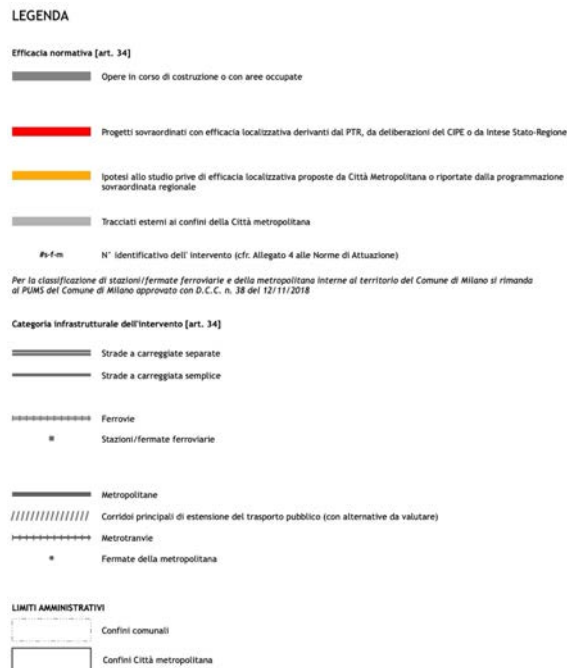 LEGENDA
Efficacia normativa [art. 34]
Opere in corso di costruzione o con aree occupate
Progetti sovraordinati con efficacia localizzativa derivanti dal PTR, da deliberazioni del CIPE o da Intese Stato-Regione
Ipotesi allo studio prive di efficacia localizzativa proposte da Città Metropolitana o riportate dalla programmazione
sovraordinata regionale
Tracciati esterni ai confini della Città metropolitana
#s-f-m N° Identificativo dell' intervento (cfr. Allegato 4 alle Norme di Attuazione)
Per la classificazione di stazioni/fermate ferroviarie e della metropolitana interne al territorio del Comune di Milano si rimanda
al PUMS del Comune di Milano approvato con D.C.C. n. 38 del 12/11/2018
Categoria infrastrutturale dell'intervento [art. 34]
Strade a carreggiate separate
Strade a carreggiata semplice
Ferrovie
Stazioni/fermate ferroviarie
Metropolitane
Corridoi principali di estensione del trasporto pubblico (con alternative da valutare)
Metrotranvie
Fermate della metropolitana
LIMITI AMMINISTRATIVI
Confini comunali
Confini Città metropolitana